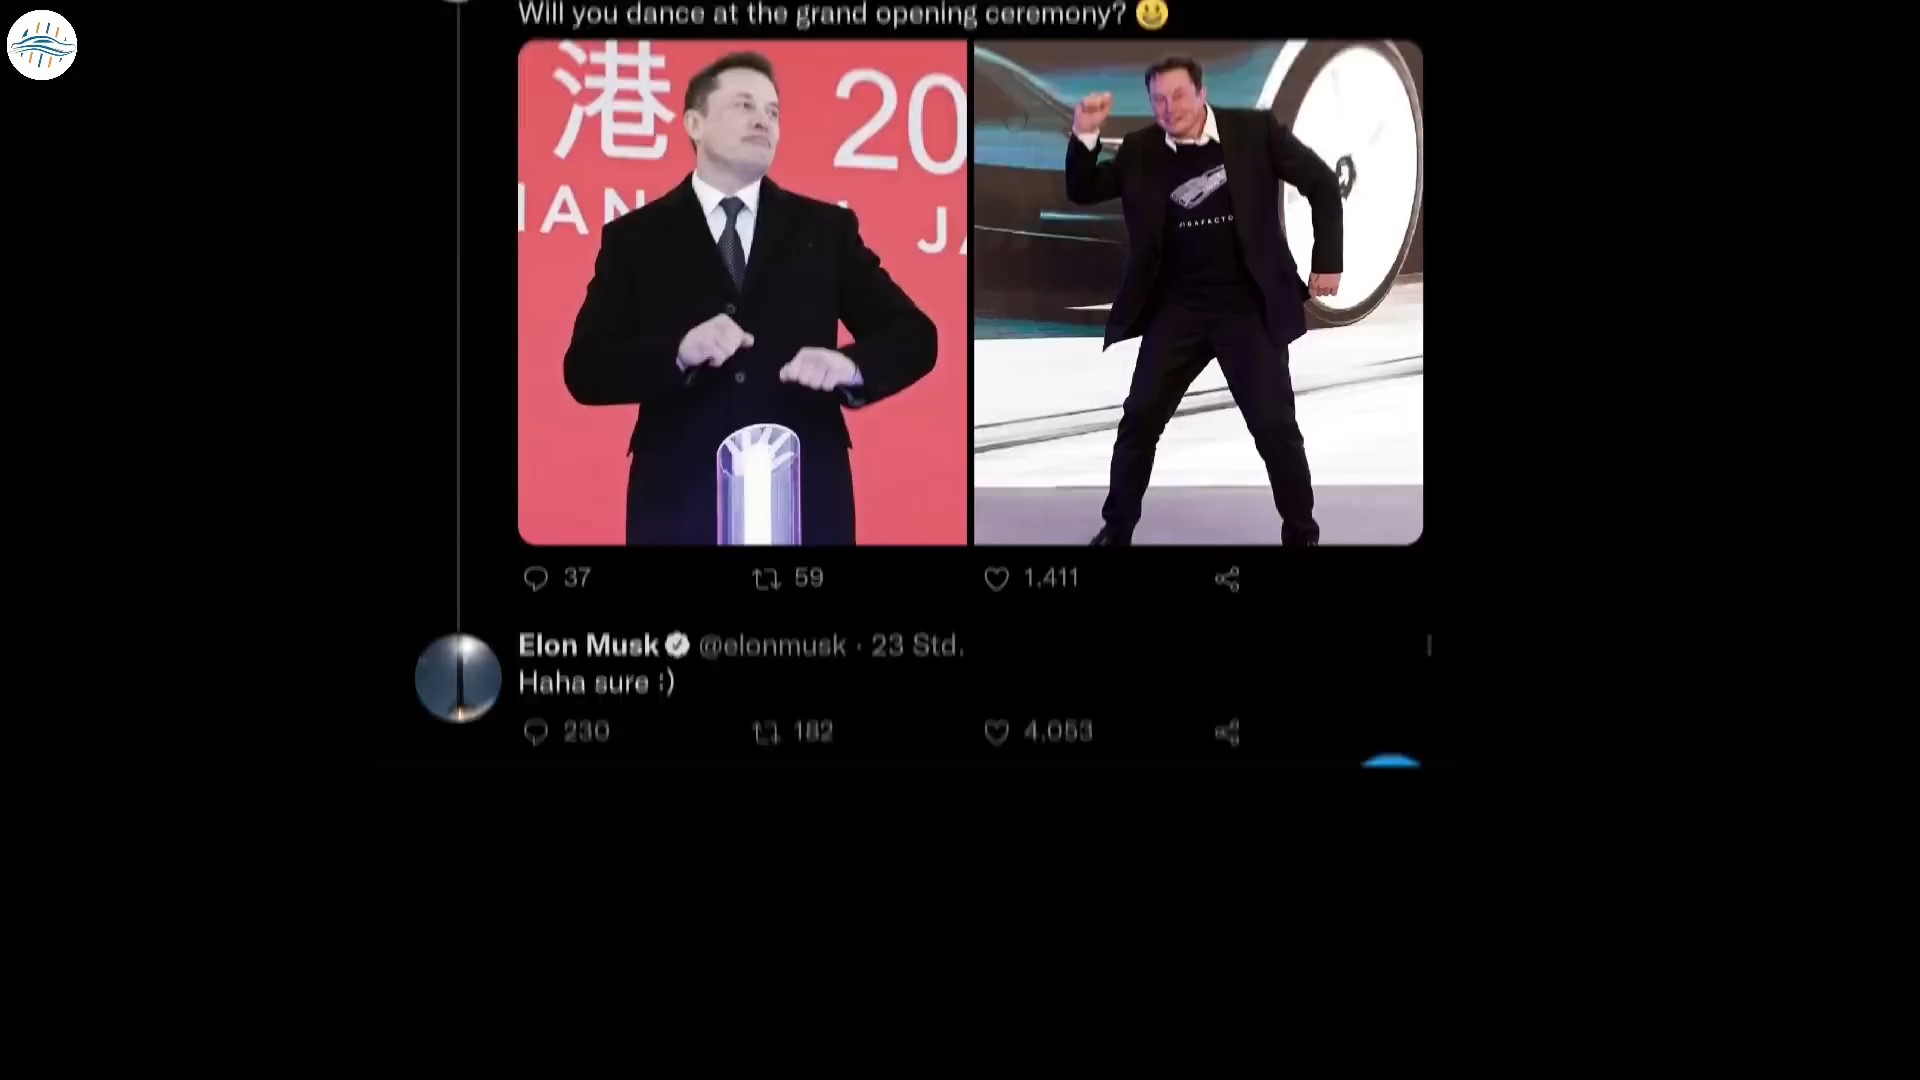 Will you dance at the grand opening ceremony? 😃
港 20
HAN J
37 59 1.411
Elon Musk @elonmusk · 23 Std.
Haha sure :)
230 182 4.053